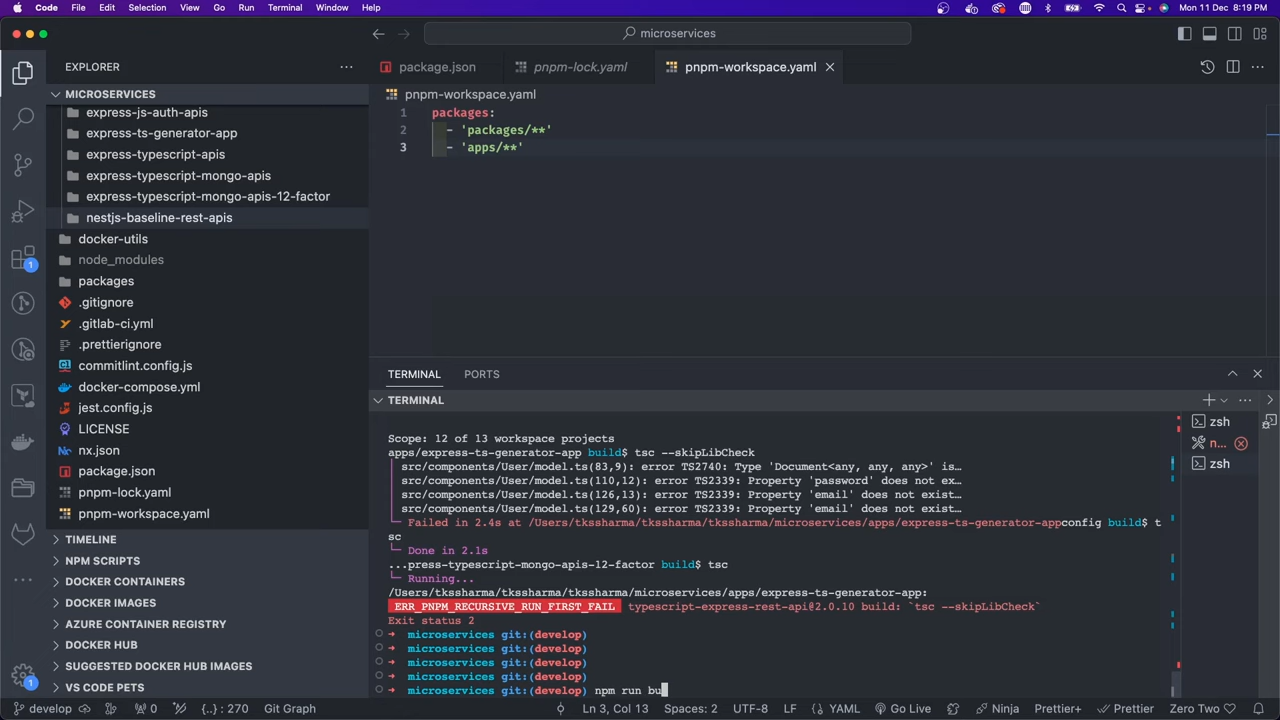 Code File Edit Selection View Go Run Terminal Window Help Mon 11 Dec 8:19 PM
microservices
EXPLORER
package.json pnpm-lock.yaml pnpm-workspace.yaml
MICROSERVICES
pnpm-workspace.yaml
express-js-auth-apis
express-ts-generator-app
express-typescript-apis
express-typescript-mongo-apis
express-typescript-mongo-apis-12-factor
nestjs-baseline-rest-apis
docker-utils
node_modules
packages
.gitignore
.gitlab-ci.yml
.prettierignore
commitlint.config.js
docker-compose.yml
jest.config.js
LICENSE
nx.json
package.json
pnpm-lock.yaml
pnpm-workspace.yaml
TIMELINE
NPM SCRIPTS
DOCKER CONTAINERS
DOCKER IMAGES
AZURE CONTAINER REGISTRY
DOCKER HUB
SUGGESTED DOCKER HUB IMAGES
VS CODE PETS
1
1
1 packages:
2 - 'packages/**'
3 - 'apps/**'
TERMINAL PORTS
TERMINAL
zsh
n...
zsh
Scope: 12 of 13 workspace projects
apps/express-ts-generator-app build$ tsc --skipLibCheck
src/components/User/model.ts(83,9): error TS2740: Type 'Document<any, any, any>' is…
src/components/User/model.ts(110,12): error TS2339: Property 'password' does not ex…
src/components/User/model.ts(126,13): error TS2339: Property 'email' does not exist…
src/components/User/model.ts(129,60): error TS2339: Property 'email' does not exist…
Failed in 2.4s at /Users/tkssharma/tkssharma/tkssharma/microservices/apps/express-ts-generator-appconfig build$ t
sc
Done in 2.1s
...press-typescript-mongo-apis-12-factor build$ tsc
Running...
/Users/tkssharma/tkssharma/tkssharma/microservices/apps/express-ts-generator-app:
ERR_PNPM_RECURSIVE_RUN_FIRST_FAIL typescript-express-rest-api@2.0.10 build: `tsc --skipLibCheck`
Exit status 2
➜ microservices git:(develop)
➜ microservices git:(develop)
➜ microservices git:(develop)
➜ microservices git:(develop)
➜ microservices git:(develop) npm run bu
develop 0 {..}: 270 Git Graph Ln 3, Col 13 Spaces: 2 UTF-8 LF YAML Go Live Ninja Prettier+ Prettier Zero Two